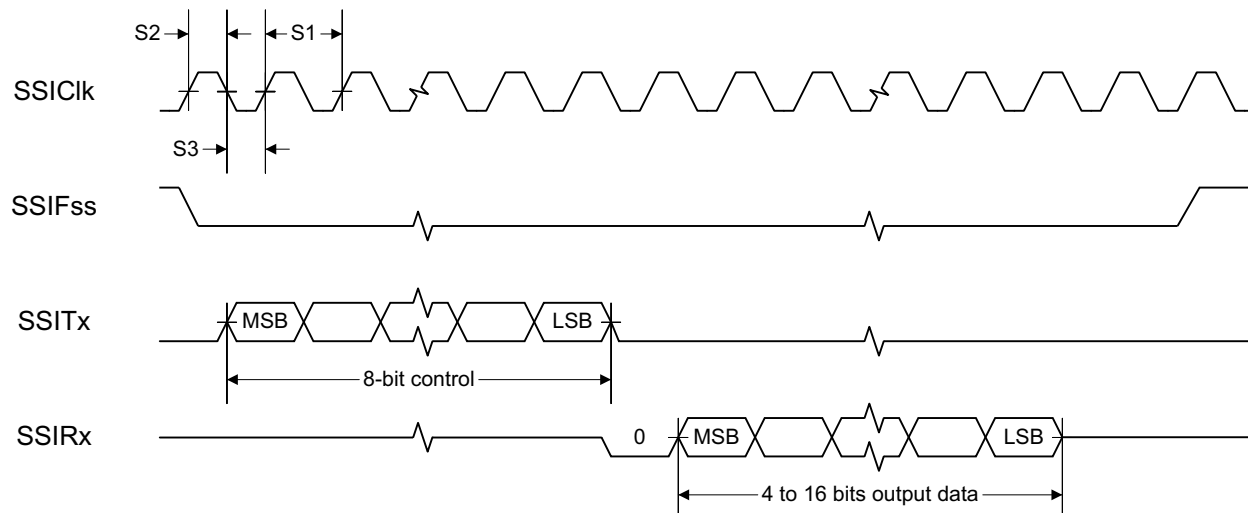 S2
S1
SSIClk
S3
SSIFss
SSITx
MSB
LSB
8-bit control
SSIRx
0
MSB
LSB
4 to 16 bits output data